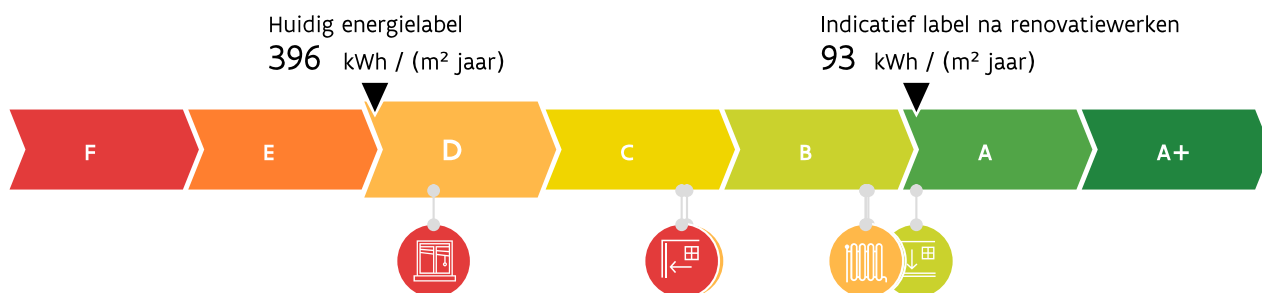 Huidig energielabel
396 kWh / (m² jaar)
Indicatief label na renovatiewerken
93 kWh / (m² jaar)
F E D C B A A+